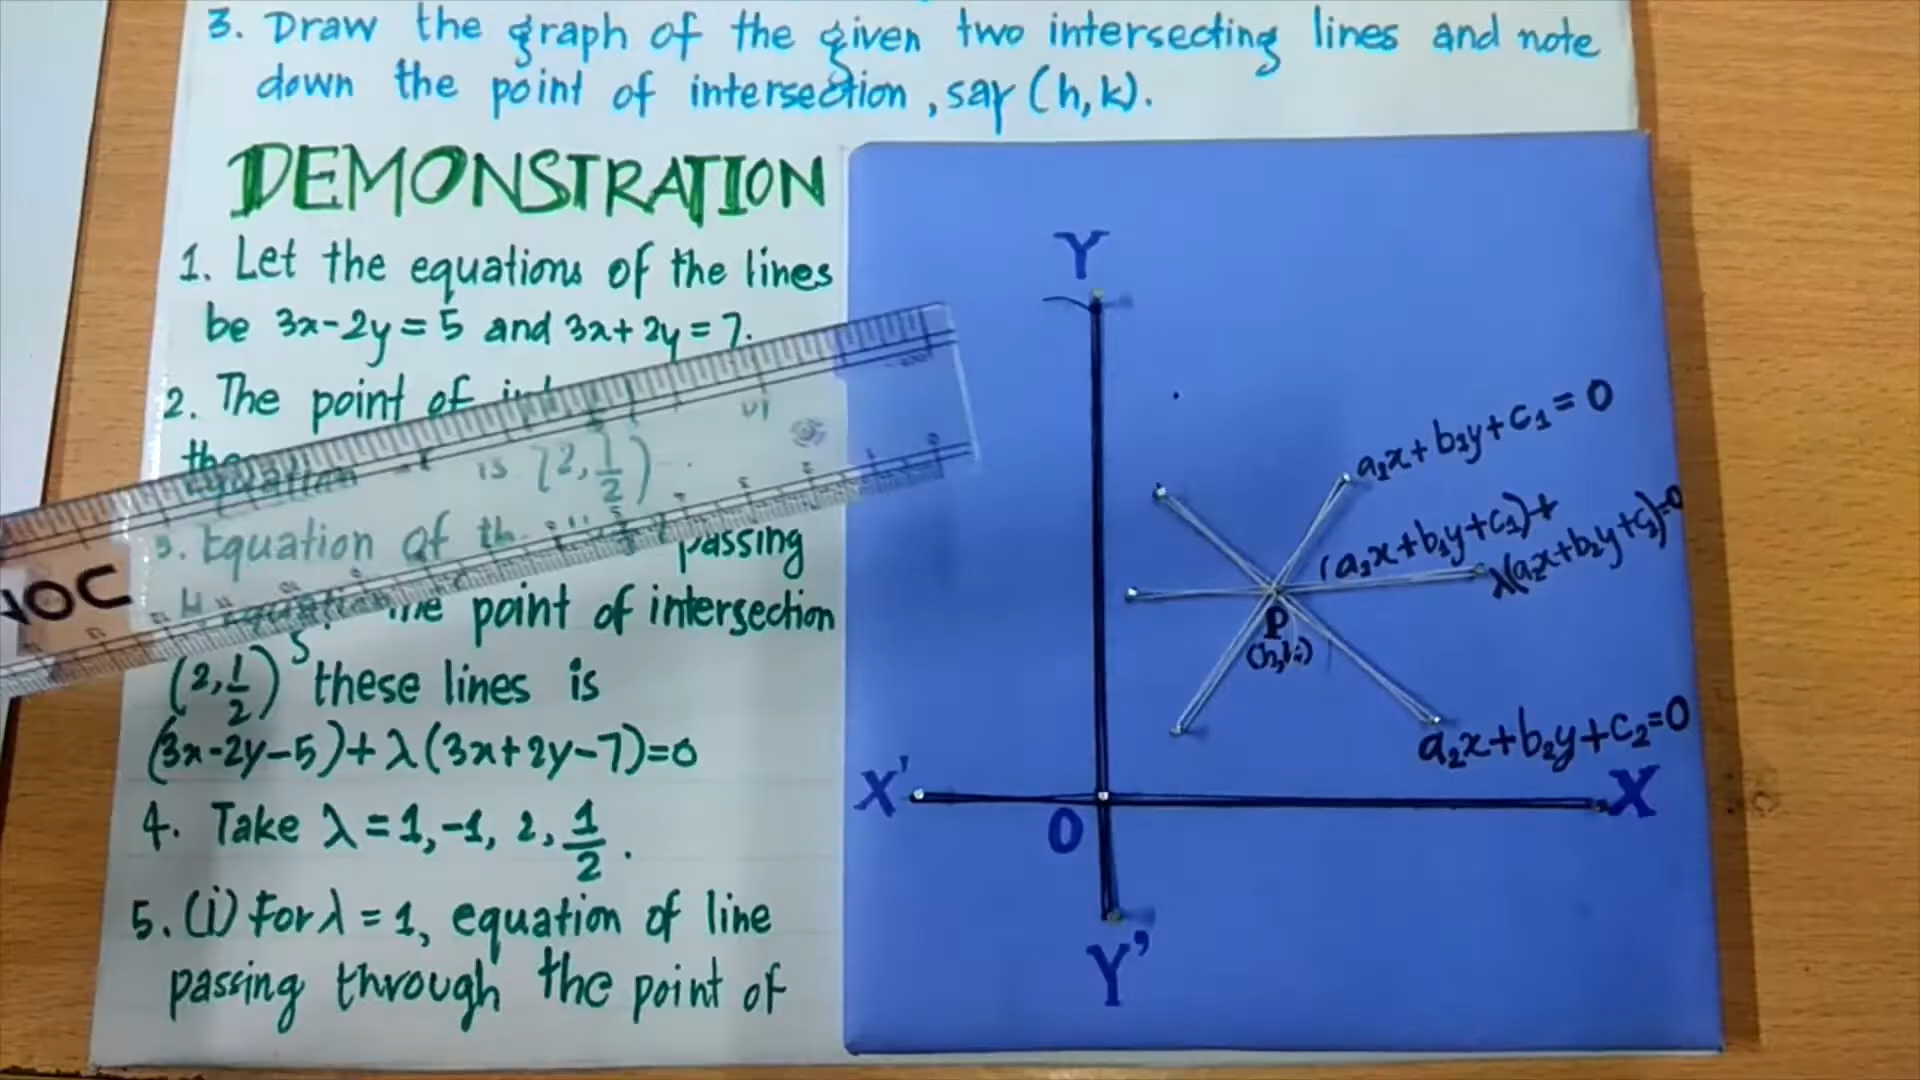 3. Draw the graph of the given two intersecting lines and note
down the point of intersection, say (h,k).
DEMONSTRATION
1. Let the equations of the lines
be 3x-2y=5 and 3x+2y=7.
2. The point of
is (2,1/2)
3. Equation of passing
the point of intersection
(2,1/2) these lines is
(3x-2y-5)+λ(3x+2y-7)=0
4. Take λ=1,-1, 2, 1/2.
5. (i) For λ=1, equation of line
passing through the point of
Y
a₁x+b₁y+c₁=0
(a₁x+b₁y+c₁)+
λ(a₂x+b₂y+c₂)=0
P
(h,k)
a₂x+b₂y+c₂=0
X'
X
O
Y'